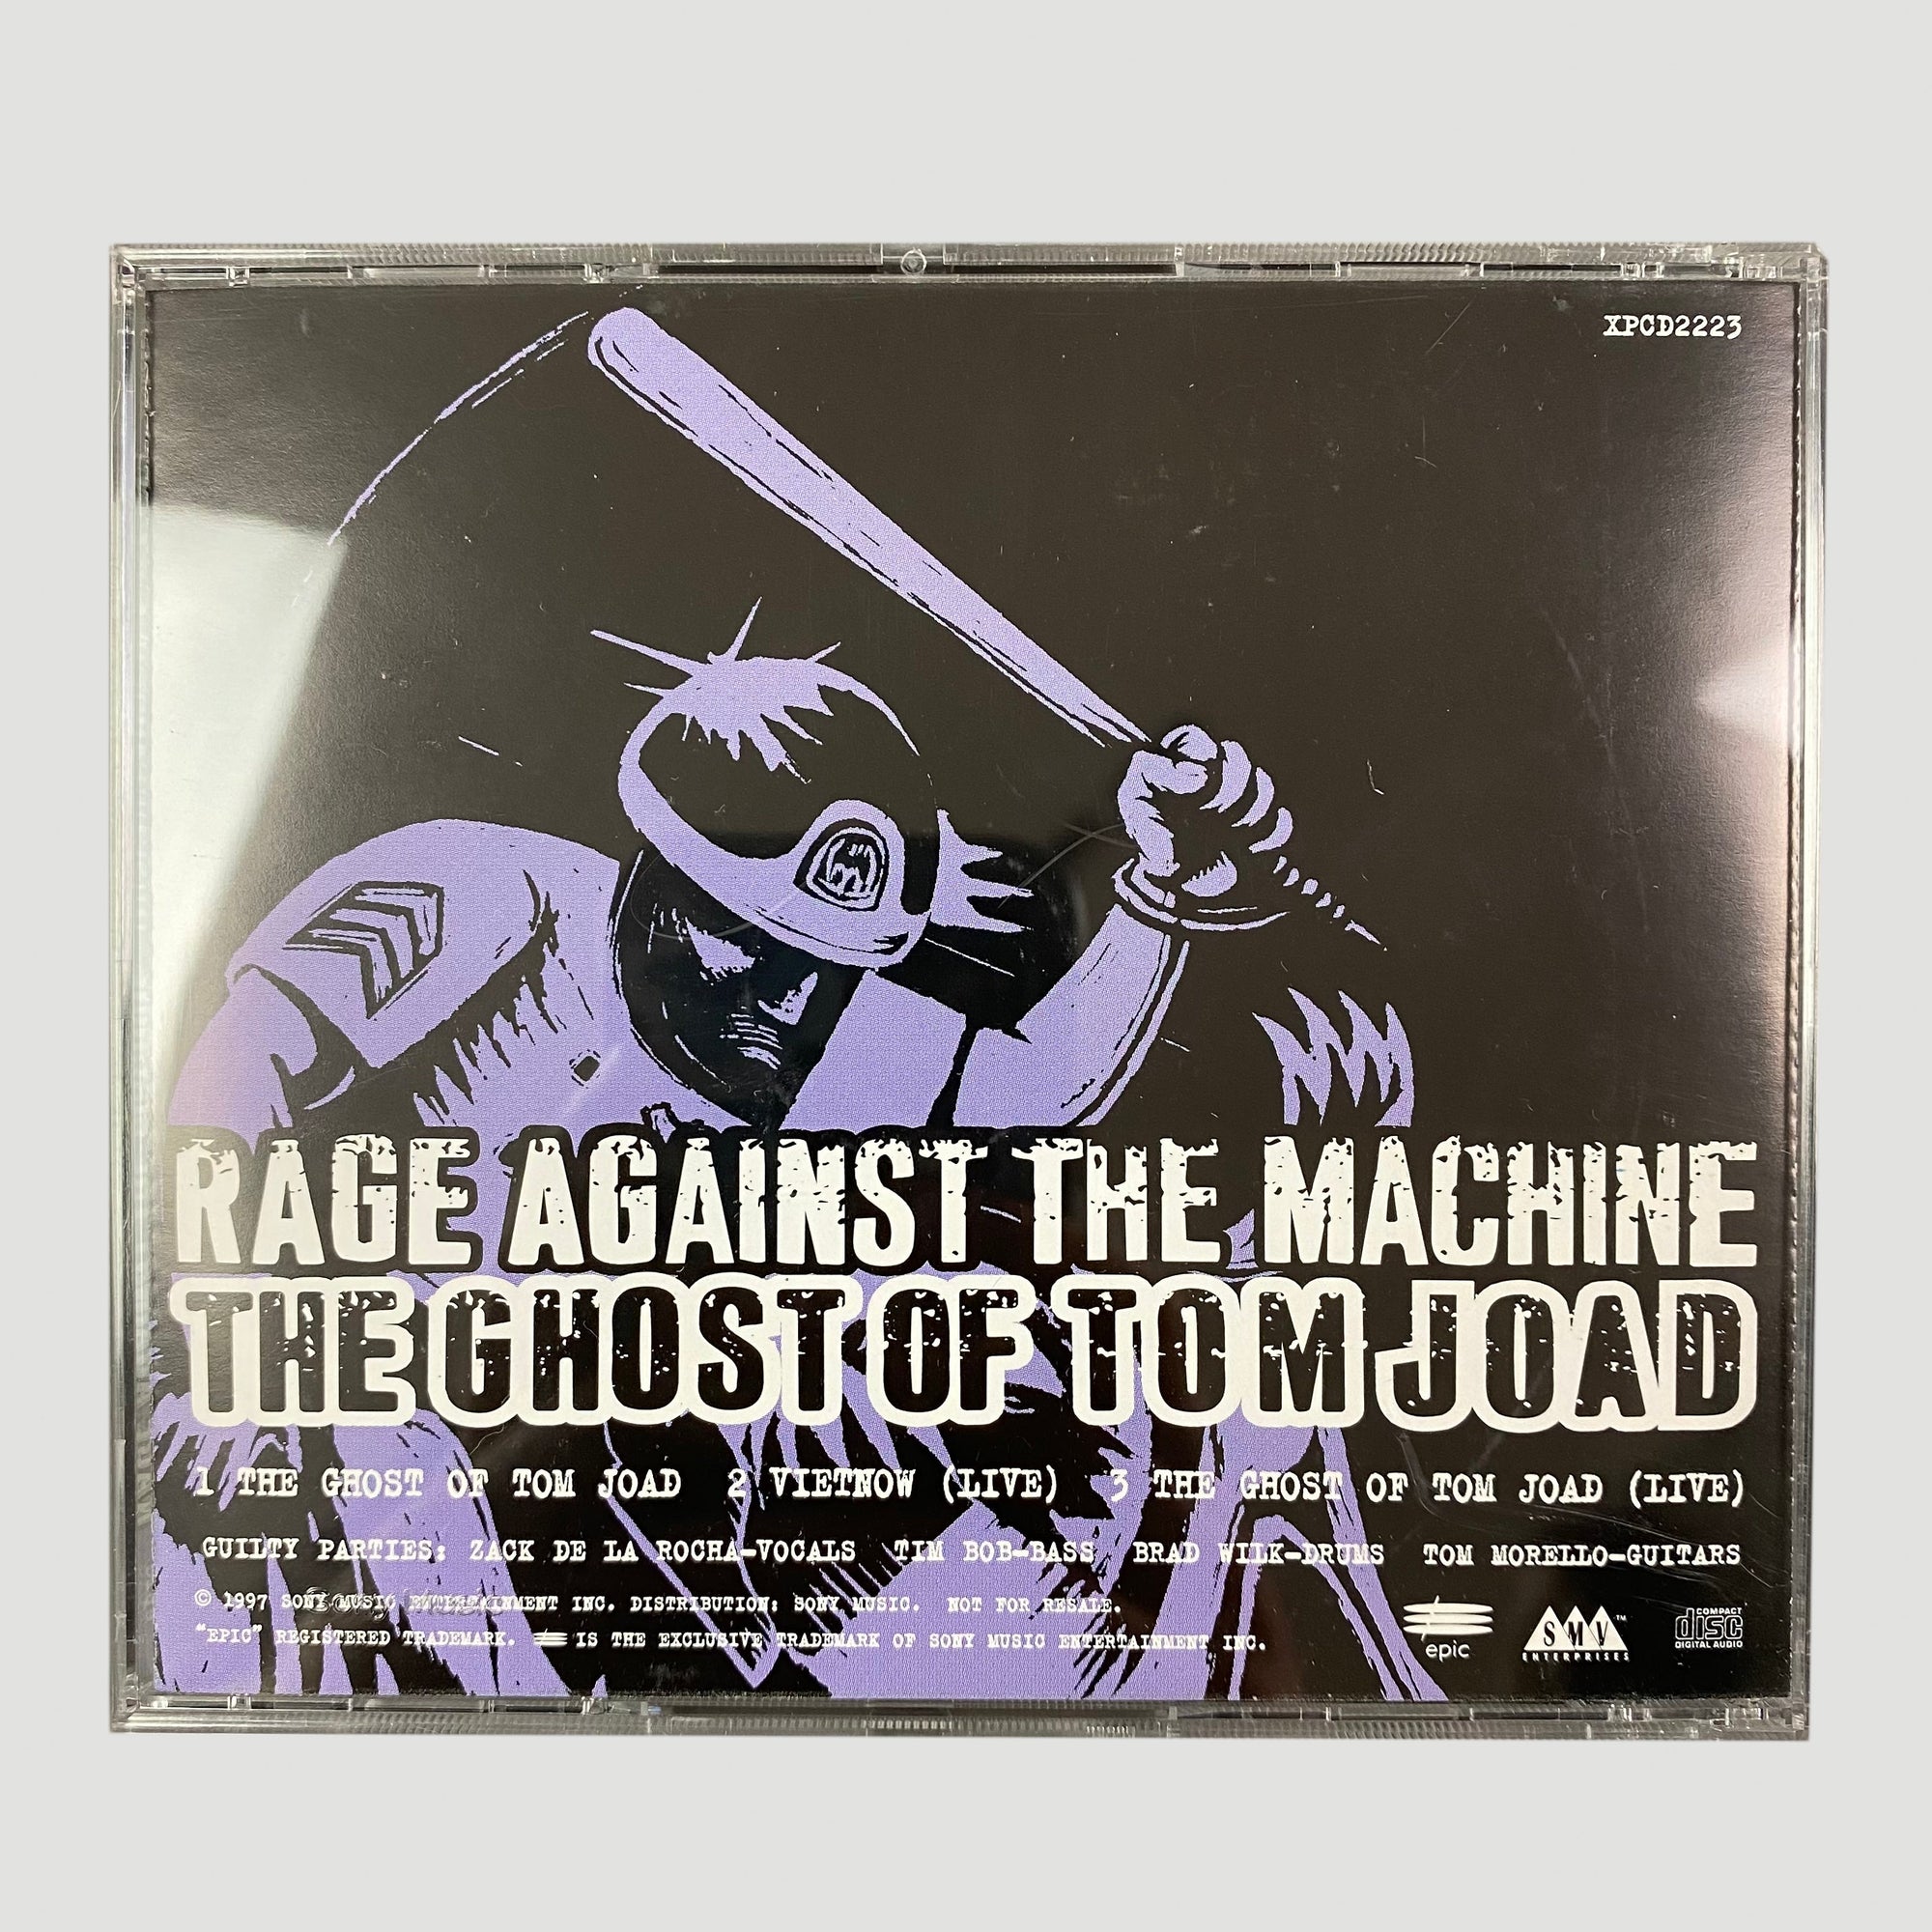 XPCD2223
RAGE AGAINST THE MACHINE
THE GHOST OF TOM JOAD
1 THE GHOST OF TOM JOAD 2 VIETNOW (LIVE) 3 THE GHOST OF TOM JOAD (LIVE)
GUILTY PARTIES: ZACK DE LA ROCHA-VOCALS TIM BOB-BASS BRAD WILK-DRUMS TOM MORELLO-GUITARS
© 1997 SONY MUSIC ENTERTAINMENT INC. DISTRIBUTION: SONY MUSIC. NOT FOR RESALE.
"EPIC" REGISTERED TRADEMARK. IS THE EXCLUSIVE TRADEMARK OF SONY MUSIC ENTERTAINMENT INC.
epic
SMV™
ENTERPRISES
COMPACT
disc
DIGITAL AUDIO